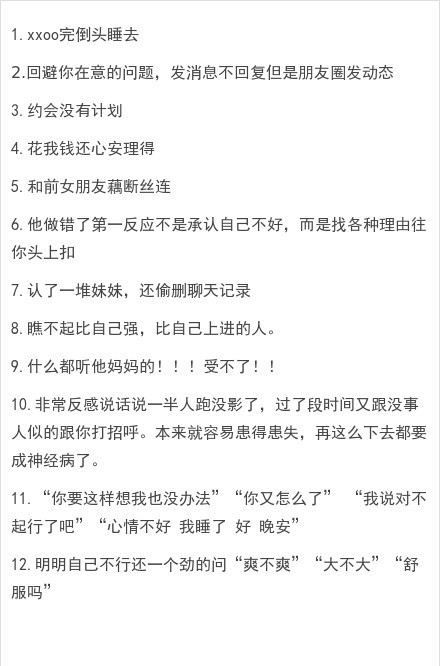 1.xxoo完倒头睡去
2.回避你在意的问题，发消息不回复但是朋友圈发动态
3.约会没有计划
4.花我钱还心安理得
5.和前女朋友藕断丝连
6.他做错了第一反应不是承认自己不好，而是找各种理由往
你头上扣
7.认了一堆妹妹，还偷删聊天记录
8.瞧不起比自己强，比自己上进的人。
9.什么都听他妈妈的！！！受不了！！
10.非常反感说话说一半人跑没影了，过了段时间又跟没事
人似的跟你打招呼。本来就容易患得患失，再这么下去都要
成神经病了。
11.“你要这样想我也没办法”“你又怎么了” “我说对不
起行了吧”“心情不好 我睡了 好 晚安”
12.明明自己不行还一个劲的问“爽不爽”“大不大”“舒
服吗”